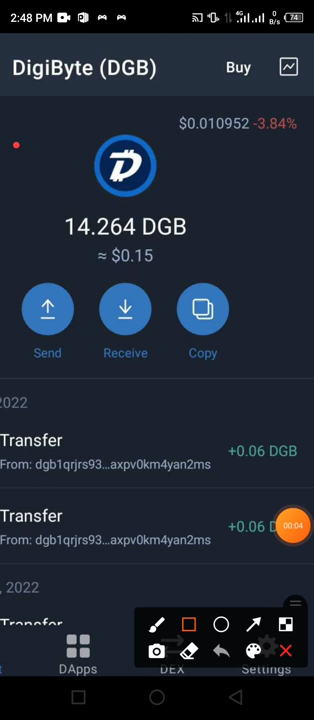 2:48 PM
4G
0
B/s
74
DigiByte (DGB)
Buy
$0.010952 -3.84%
14.264 DGB
≈ $0.15
Send
Receive
Copy
2022
Transfer
+0.06 DGB
From: dgb1qrjrs93...axpv0km4yan2ms
Transfer
+0.06 D
00:04
From: dgb1qrjrs93...axpv0km4yan2ms
, 2022
Transfer
t
DApps
DEX
Settings